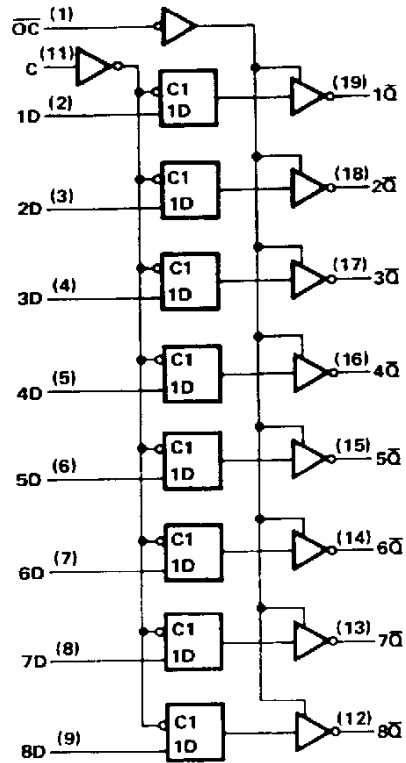 O̅C̅ (1)
C (11)
C1 (19)
1D (2) 1D 1Q̅
C1 (18)
2D (3) 1D 2Q̅
C1 (17)
3D (4) 1D 3Q̅
C1 (16)
4D (5) 1D 4Q̅
C1 (15)
5D (6) 1D 5Q̅
C1 (14)
6D (7) 1D 6Q̅
C1 (13)
7D (8) 1D 7Q̅
C1 (12)
8D (9) 1D 8Q̅